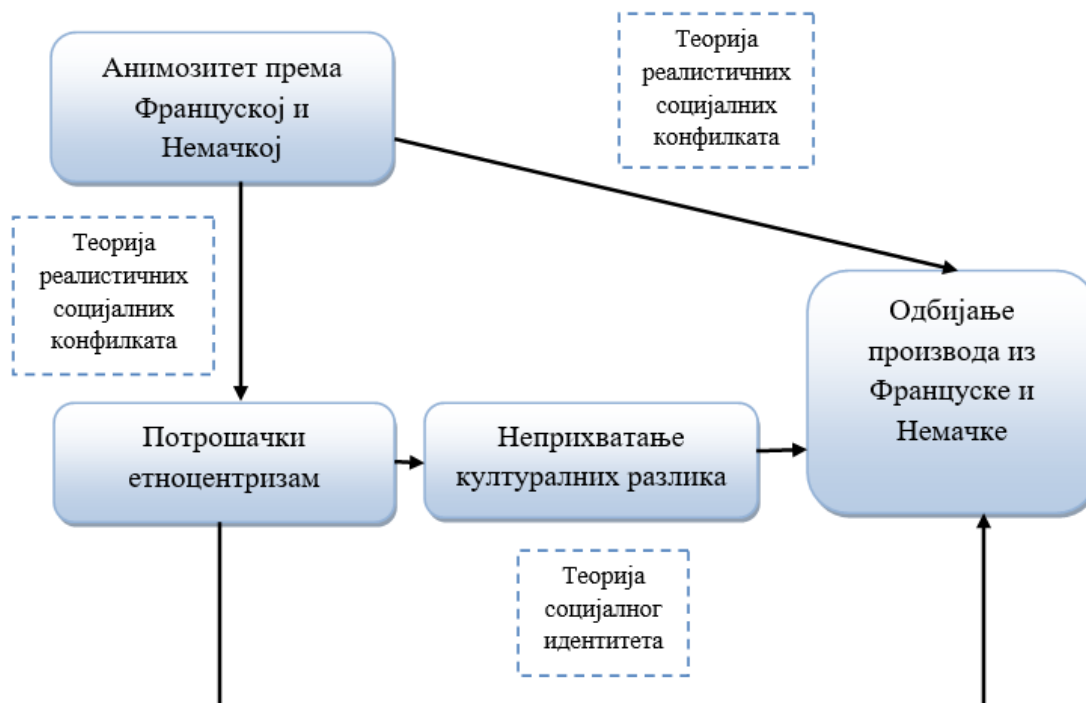 Анимозитет према
Француској и
Немачкој
Теорија
реалистичних
социјалних
конфилката
Теорија
реалистичних
социјалних
конфилката
Одбијање
производа из
Француске и
Немачке
Потрошачки
етноцентризам
Неприхватање
културалних разлика
Теорија
социјалног
идентитета